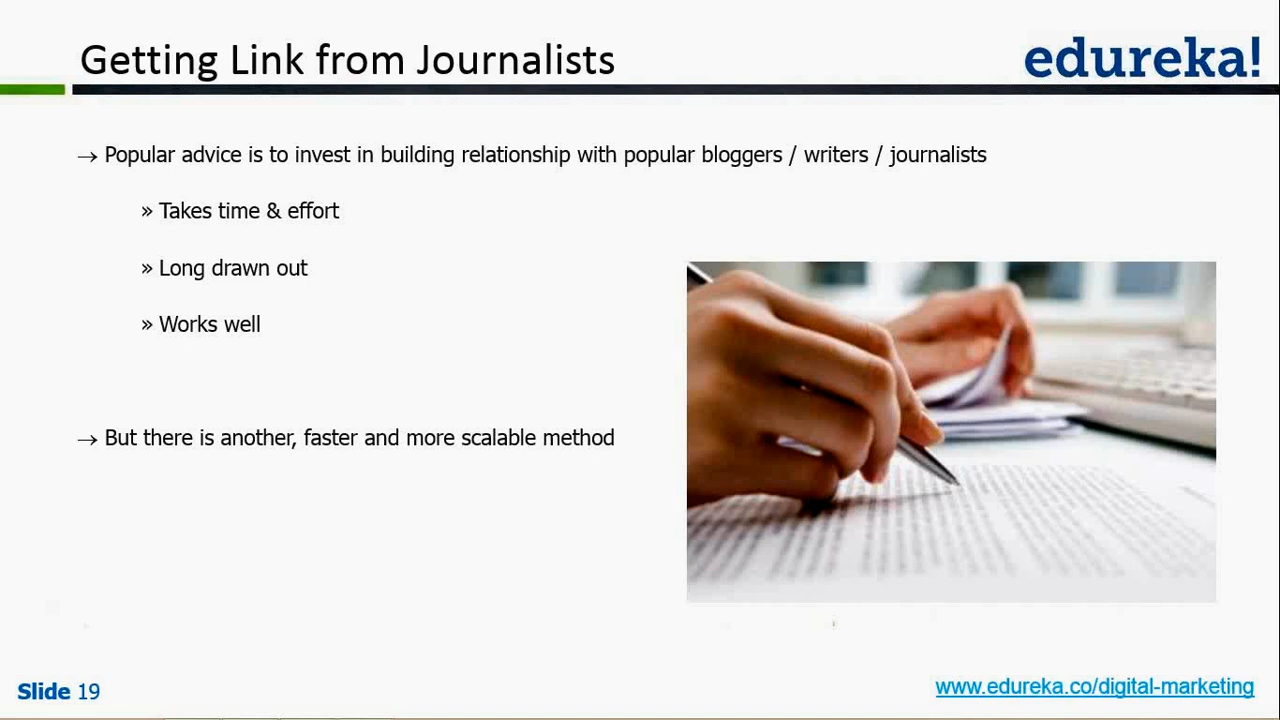 Getting Link from Journalists
edureka!
→ Popular advice is to invest in building relationship with popular bloggers / writers / journalists
» Takes time & effort
» Long drawn out
» Works well
→ But there is another, faster and more scalable method
Slide 19
www.edureka.co/digital-marketing